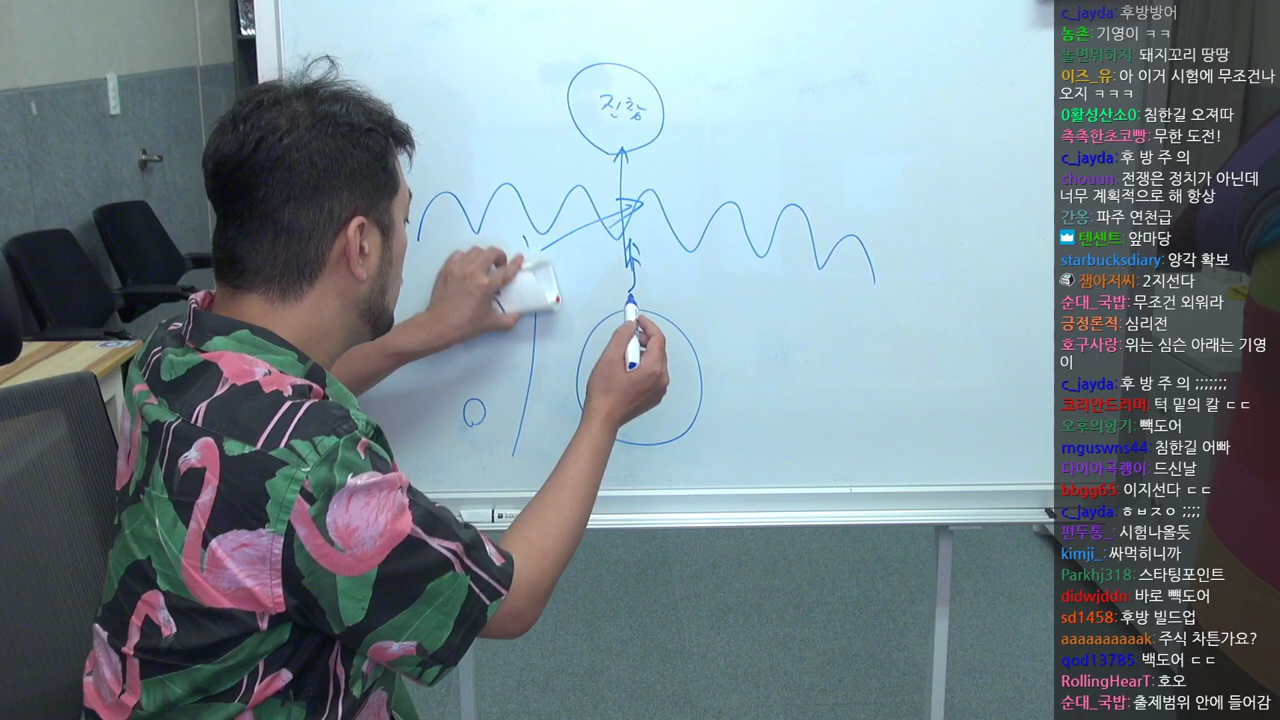 진황
c_jayda: 후방방어
농촌: 기영이 ㅋㅋ
놀면뭐하지: 돼지꼬리 땅땅
이즈_유: 아 이거 시험에 무조건나
오지 ㅋㅋㅋ
0활성산소0: 침한길 오져따
촉촉한초코빵: 무한 도전!
c_jayda: 후 방 주 의
chouun: 전쟁은 정치가 아닌데
너무 계획적으로 해 항상
간옹: 파주 연천급
텐센트: 앞마당
starbucksdiary: 양각 확보
잼아저씨: 2지선다
순대_국밥: 무조건 외워라
긍정론적: 심리전
호구사랑: 위는 심슨 아래는 기영
이
c_jayda: 후 방 주 의 ;;;;;;;
코리안드러머: 턱 밑의 칼 ㄷㄷ
오후의향기: 빽도어
rnguswns44: 침한길 어빠
다이아곡괭이: 드신날
bbgg65: 이지선다 ㄷㄷ
c_jayda: ㅎㅂㅈㅇ ;;;;
편두통_: 시험나올듯
kimji_: 싸먹히니까
Parkhj318: 스타팅포인트
didwjddn: 바로 빽도어
sd1458: 후방 빌드업
aaaaaaaaaak: 주식 차튼가요?
qod13785: 백도어 ㄷㄷ
RollingHearT: 호오
순대_국밥: 출제범위 안에 들어감